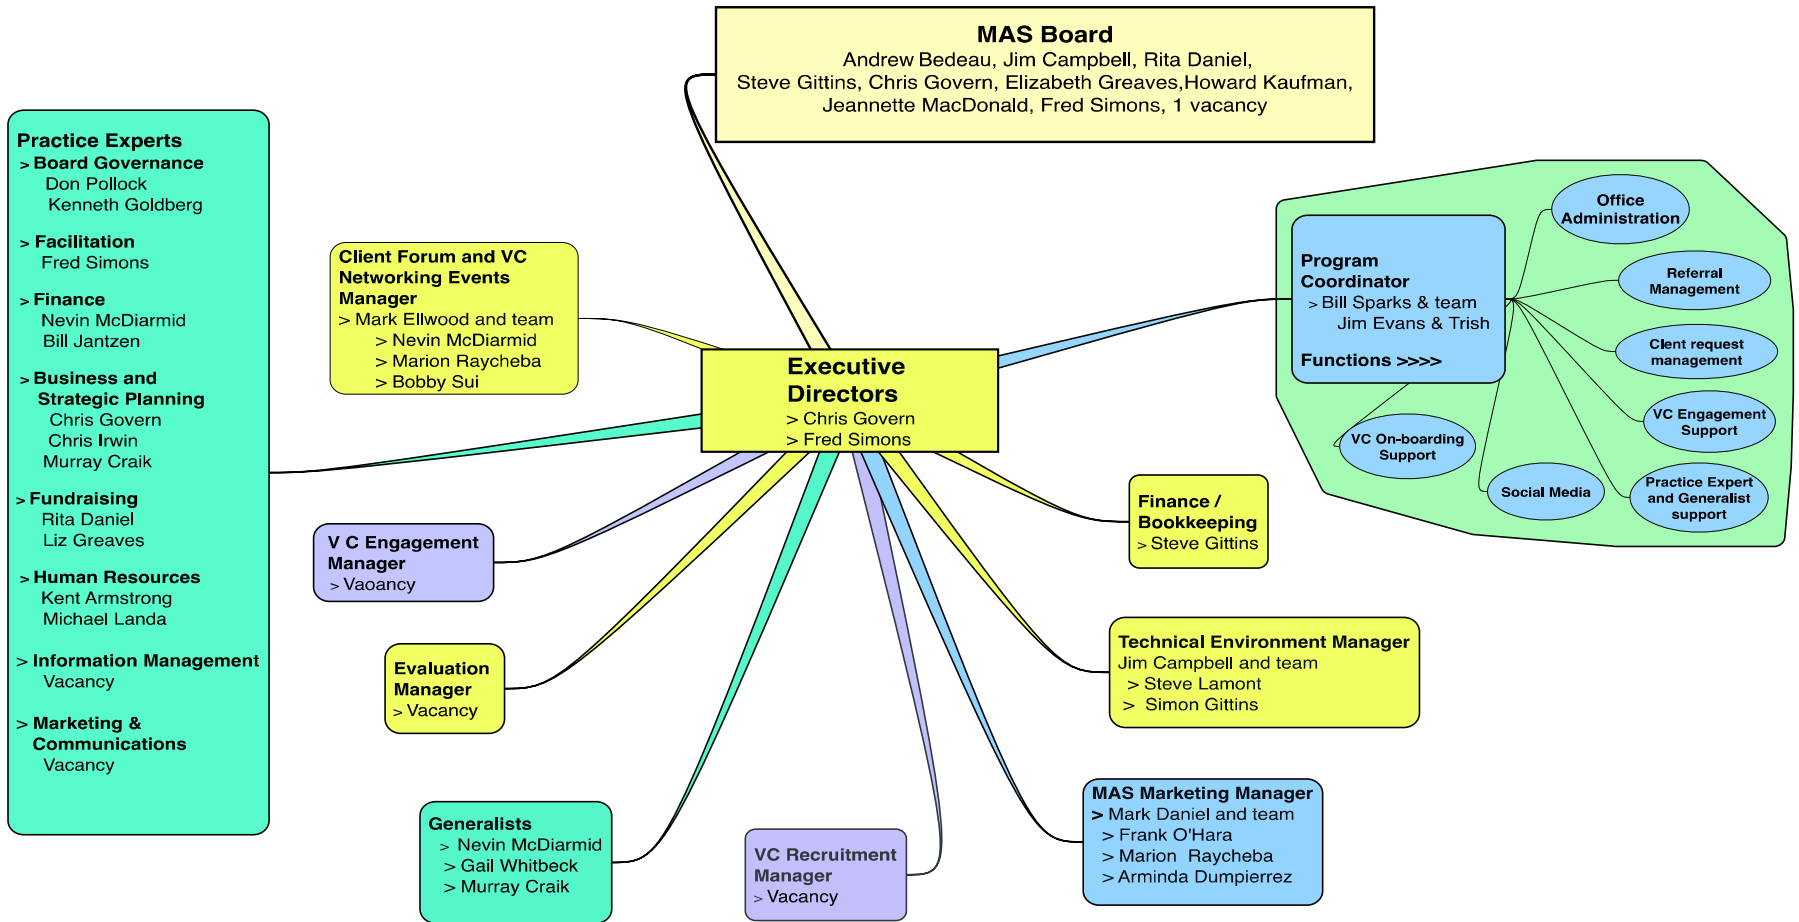 MAS Board
Andrew Bedeau, Jim Campbell, Rita Daniel,
Steve Gittins, Chris Govern, Elizabeth Greaves,Howard Kaufman,
Jeannette MacDonald, Fred Simons, 1 vacancy
Practice Experts
> Board Governance
Don Pollock
Kenneth Goldberg
> Facilitation
Fred Simons
> Finance
Nevin McDiarmid
Bill Jantzen
> Business and
Strategic Planning
Chris Govern
Chris Irwin
Murray Craik
> Fundraising
Rita Daniel
Liz Greaves
> Human Resources
Kent Armstrong
Michael Landa
> Information Management
Vacancy
> Marketing &
Communications
Vacancy
Client Forum and VC
Networking Events
Manager
> Mark Ellwood and team
> Nevin McDiarmid
> Marion Raycheba
> Bobby Sui
Executive
Directors
> Chris Govern
> Fred Simons
Program
Coordinator
> Bill Sparks & team
Jim Evans & Trish
Functions >>>>
Office
Administration
Referral
Management
Clent request
management
VC Engagement
Support
Practice Expert
and Generalist
support
Social Media
VC On-boarding
Support
V C Engagement
Manager
> Vaoancy
Evaluation
Manager
> Vacancy
Generalists
> Nevin McDiarmid
> Gail Whitbeck
> Murray Craik
VC Recruitment
Manager
> Vacancy
Finance /
Bookkeeping
> Steve Gittins
Technical Environment Manager
Jim Campbell and team
> Steve Lamont
> Simon Gittins
MAS Marketing Manager
> Mark Daniel and team
> Frank O'Hara
> Marion Raycheba
> Arminda Dumpierrez